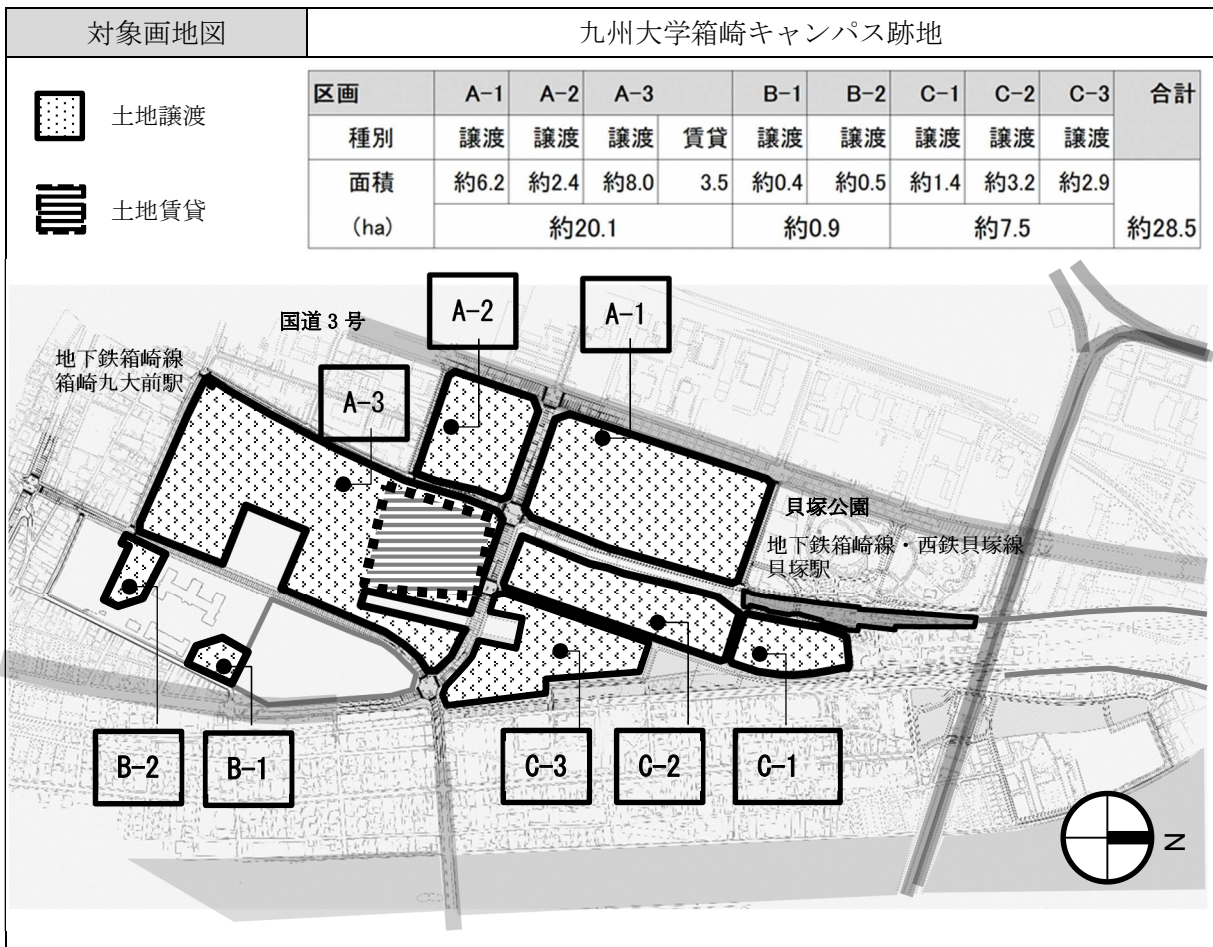 対象画地図 九州大学箱崎キャンパス跡地
土地譲渡
土地賃貸
区画 A-1 A-2 A-3 B-1 B-2 C-1 C-2 C-3 合計
種別 譲渡 譲渡 譲渡 賃貸 譲渡 譲渡 譲渡 譲渡 譲渡
面積 約6.2 約2.4 約8.0 3.5 約0.4 約0.5 約1.4 約3.2 約2.9
(ha) 約20.1 約0.9 約7.5 約28.5
A-2
A-1
国道3号
地下鉄箱崎線
箱崎九大前駅
A-3
貝塚公園
地下鉄箱崎線・西鉄貝塚線
貝塚駅
B-2
B-1
C-3
C-2
C-1
N